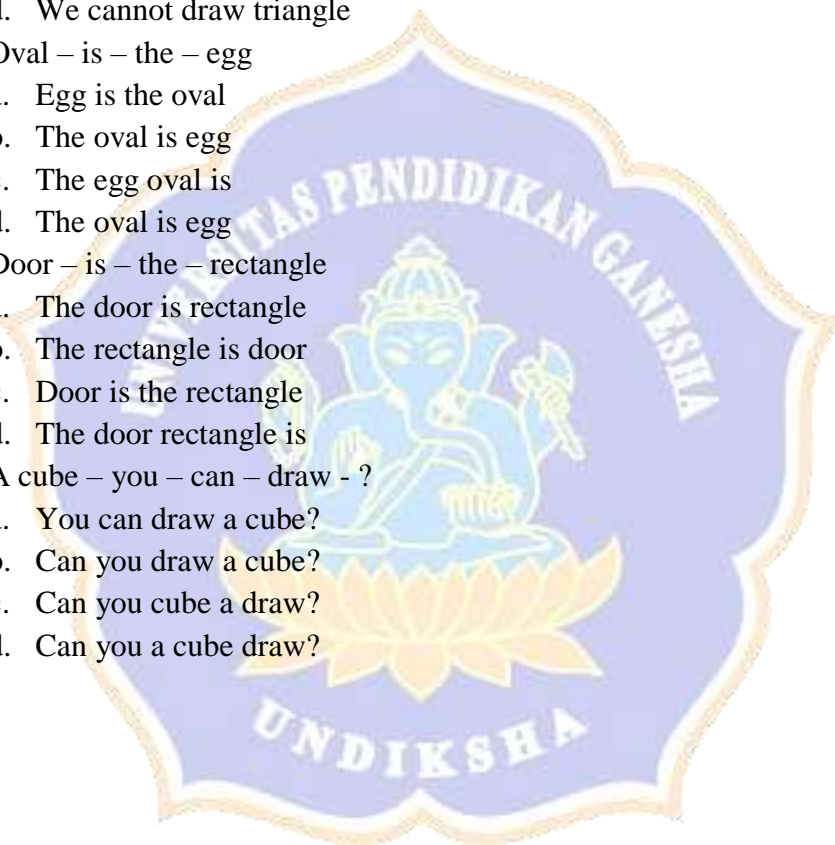 d. We cannot draw triangle
Oval – is – the – egg
a. Egg is the oval
b. The oval is egg
c. The egg oval is
d. The oval is egg
Door – is – the – rectangle
a. The door is rectangle
b. The rectangle is door
c. Door is the rectangle
d. The door rectangle is
A cube – you – can – draw - ?
a. You can draw a cube?
b. Can you draw a cube?
c. Can you cube a draw?
d. Can you a cube draw?
UNIVERSITAS PENDIDIKAN GANESHA
UNDIKSHA